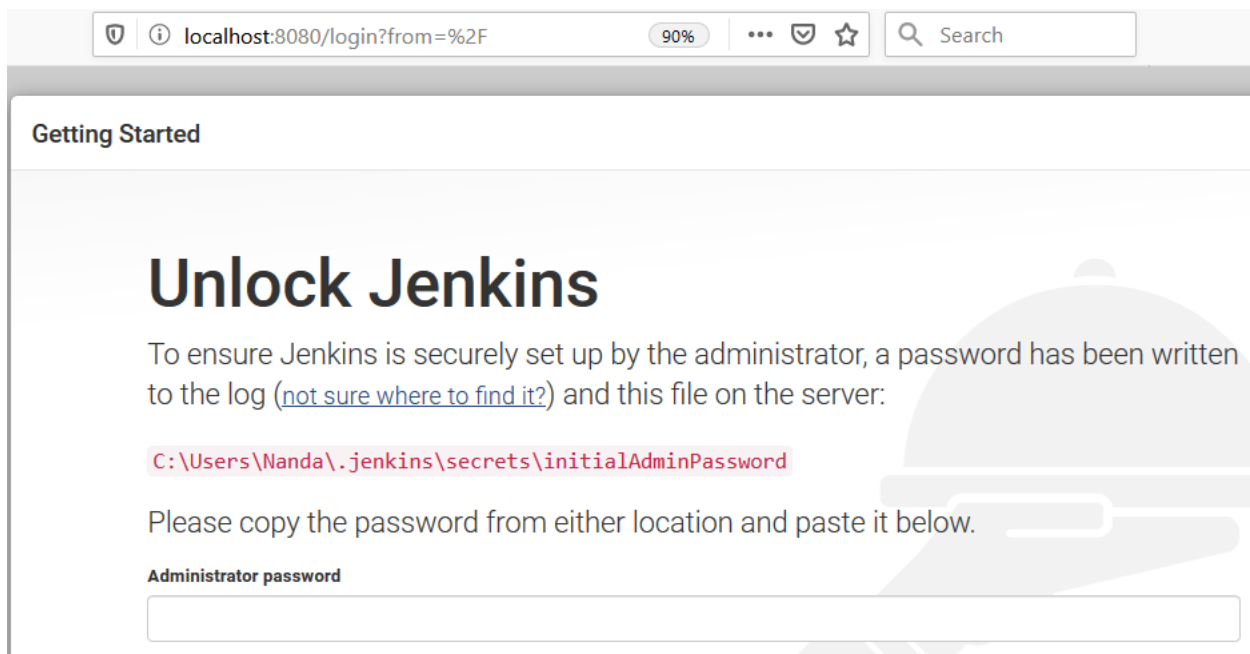 localhost:8080/login?from=%2F 90% ••• Search
Getting Started
Unlock Jenkins
To ensure Jenkins is securely set up by the administrator, a password has been written
to the log (not sure where to find it?) and this file on the server:
C:\Users\Nanda\.jenkins\secrets\initialAdminPassword
Please copy the password from either location and paste it below.
Administrator password